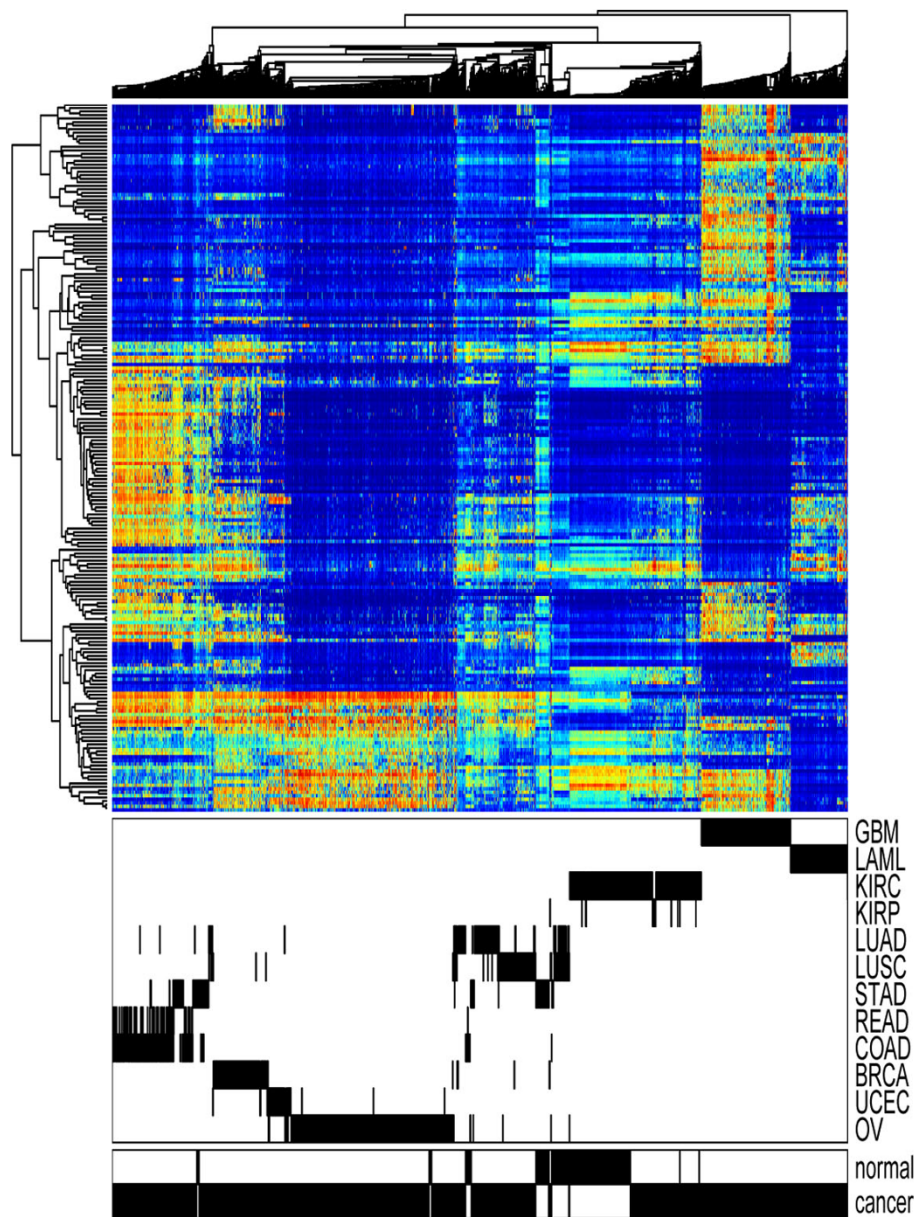 GBM
LAML
KIRC
KIRP
LUAD
LUSC
STAD
READ
COAD
BRCA
UCEC
OV
normal
cancer